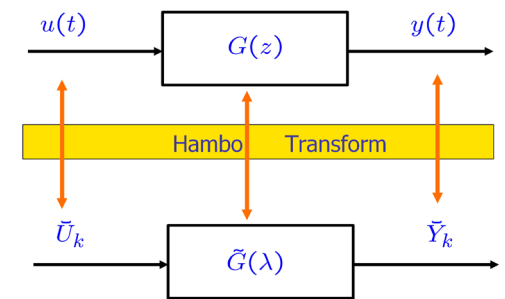 u(t) G(z) y(t)
Hambo Transform
Ŭ_k G̃(λ) Y̆_k